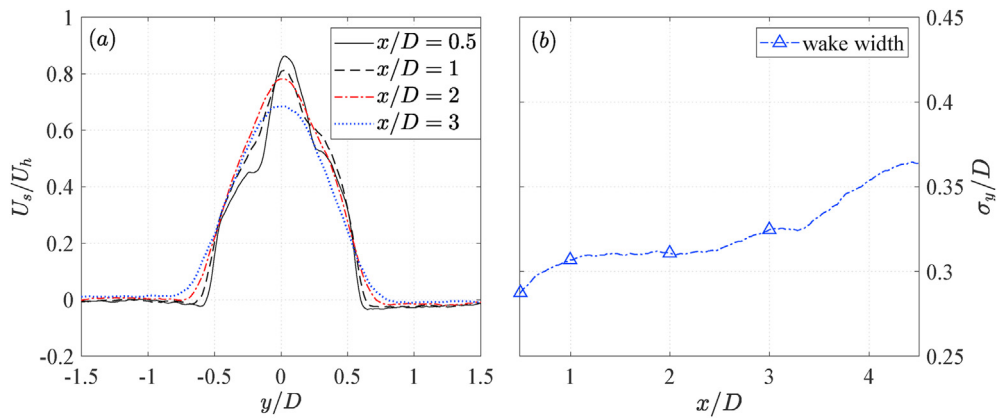 (a)
x/D = 0.5
x/D = 1
x/D = 2
x/D = 3
1
0.8
0.6
0.4
0.2
0
-0.2
U_s/U_h
-1.5 -1 -0.5 0 0.5 1 1.5
y/D
(b)
wake width
0.45
0.4
0.35
0.3
0.25
σ_y/D
1 2 3 4
x/D